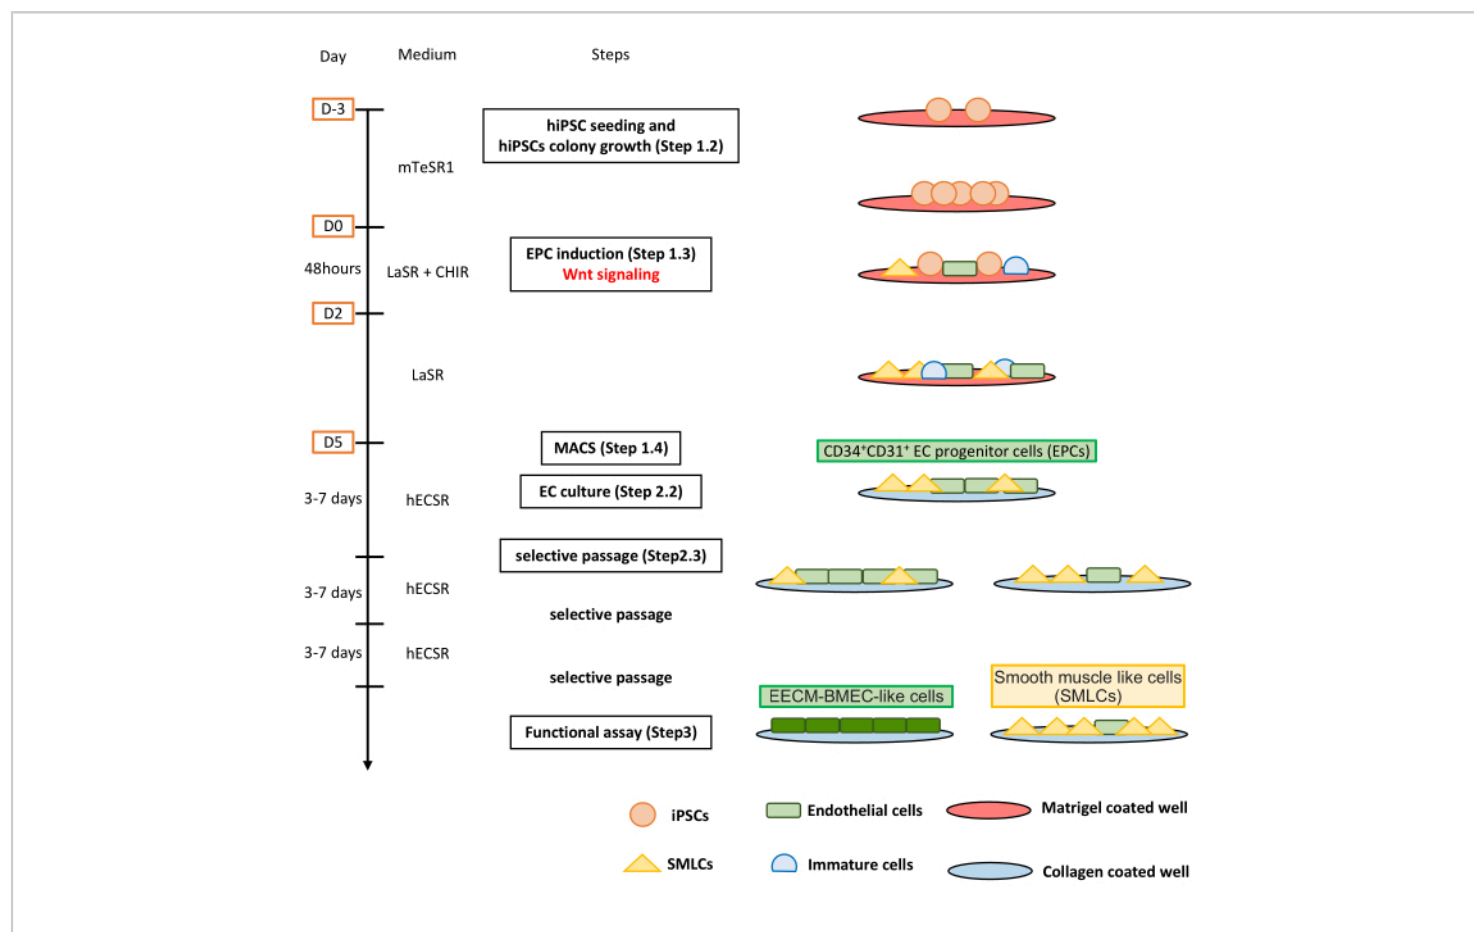 Day
Medium
Steps
D-3
hiPSC seeding and
hiPSCs colony growth (Step 1.2)
mTeSR1
D0
EPC induction (Step 1.3)
Wnt signaling
48hours
LaSR + CHIR
D2
LaSR
D5
MACS (Step 1.4)
CD34⁺CD31⁺ EC progenitor cells (EPCs)
EC culture (Step 2.2)
3-7 days
hECSR
selective passage (Step2.3)
3-7 days
hECSR
selective passage
3-7 days
hECSR
selective passage
EECM-BMEC-like cells
Smooth muscle like cells
(SMLCs)
Functional assay (Step3)
iPSCs
Endothelial cells
Matrigel coated well
SMLCs
Immature cells
Collagen coated well